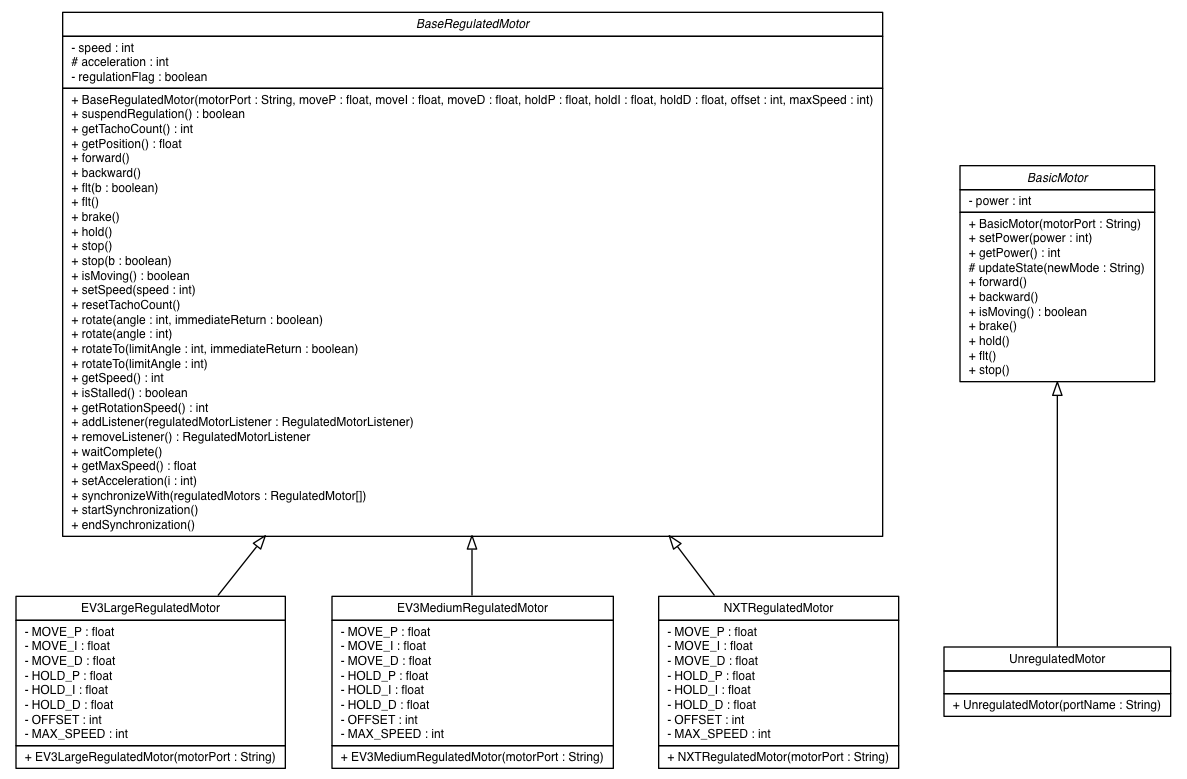 BaseRegulatedMotor
- speed : int
# acceleration : int
- regulationFlag : boolean
+ BaseRegulatedMotor(motorPort : String, moveP : float, moveI : float, moveD : float, holdP : float, holdI : float, holdD : float, offset : int, maxSpeed : int)
+ suspendRegulation() : boolean
+ getTachoCount() : int
+ getPosition() : float
+ forward()
+ backward()
+ flt(b : boolean)
+ flt()
+ brake()
+ hold()
+ stop()
+ stop(b : boolean)
+ isMoving() : boolean
+ setSpeed(speed : int)
+ resetTachoCount()
+ rotate(angle : int, immediateReturn : boolean)
+ rotate(angle : int)
+ rotateTo(limitAngle : int, immediateReturn : boolean)
+ rotateTo(limitAngle : int)
+ getSpeed() : int
+ isStalled() : boolean
+ getRotationSpeed() : int
+ addListener(regulatedMotorListener : RegulatedMotorListener)
+ removeListener() : RegulatedMotorListener
+ waitComplete()
+ getMaxSpeed() : float
+ setAcceleration(i : int)
+ synchronizeWith(regulatedMotors : RegulatedMotor[])
+ startSynchronization()
+ endSynchronization()
BasicMotor
- power : int
+ BasicMotor(motorPort : String)
+ setPower(power : int)
+ getPower() : int
# updateState(newMode : String)
+ forward()
+ backward()
+ isMoving() : boolean
+ brake()
+ hold()
+ flt()
+ stop()
EV3LargeRegulatedMotor
- MOVE_P : float
- MOVE_I : float
- MOVE_D : float
- HOLD_P : float
- HOLD_I : float
- HOLD_D : float
- OFFSET : int
- MAX_SPEED : int
+ EV3LargeRegulatedMotor(motorPort : String)
EV3MediumRegulatedMotor
- MOVE_P : float
- MOVE_I : float
- MOVE_D : float
- HOLD_P : float
- HOLD_I : float
- HOLD_D : float
- OFFSET : int
- MAX_SPEED : int
+ EV3MediumRegulatedMotor(motorPort : String)
NXTRegulatedMotor
- MOVE_P : float
- MOVE_I : float
- MOVE_D : float
- HOLD_P : float
- HOLD_I : float
- HOLD_D : float
- OFFSET : int
- MAX_SPEED : int
+ NXTRegulatedMotor(motorPort : String)
UnregulatedMotor
+ UnregulatedMotor(portName : String)